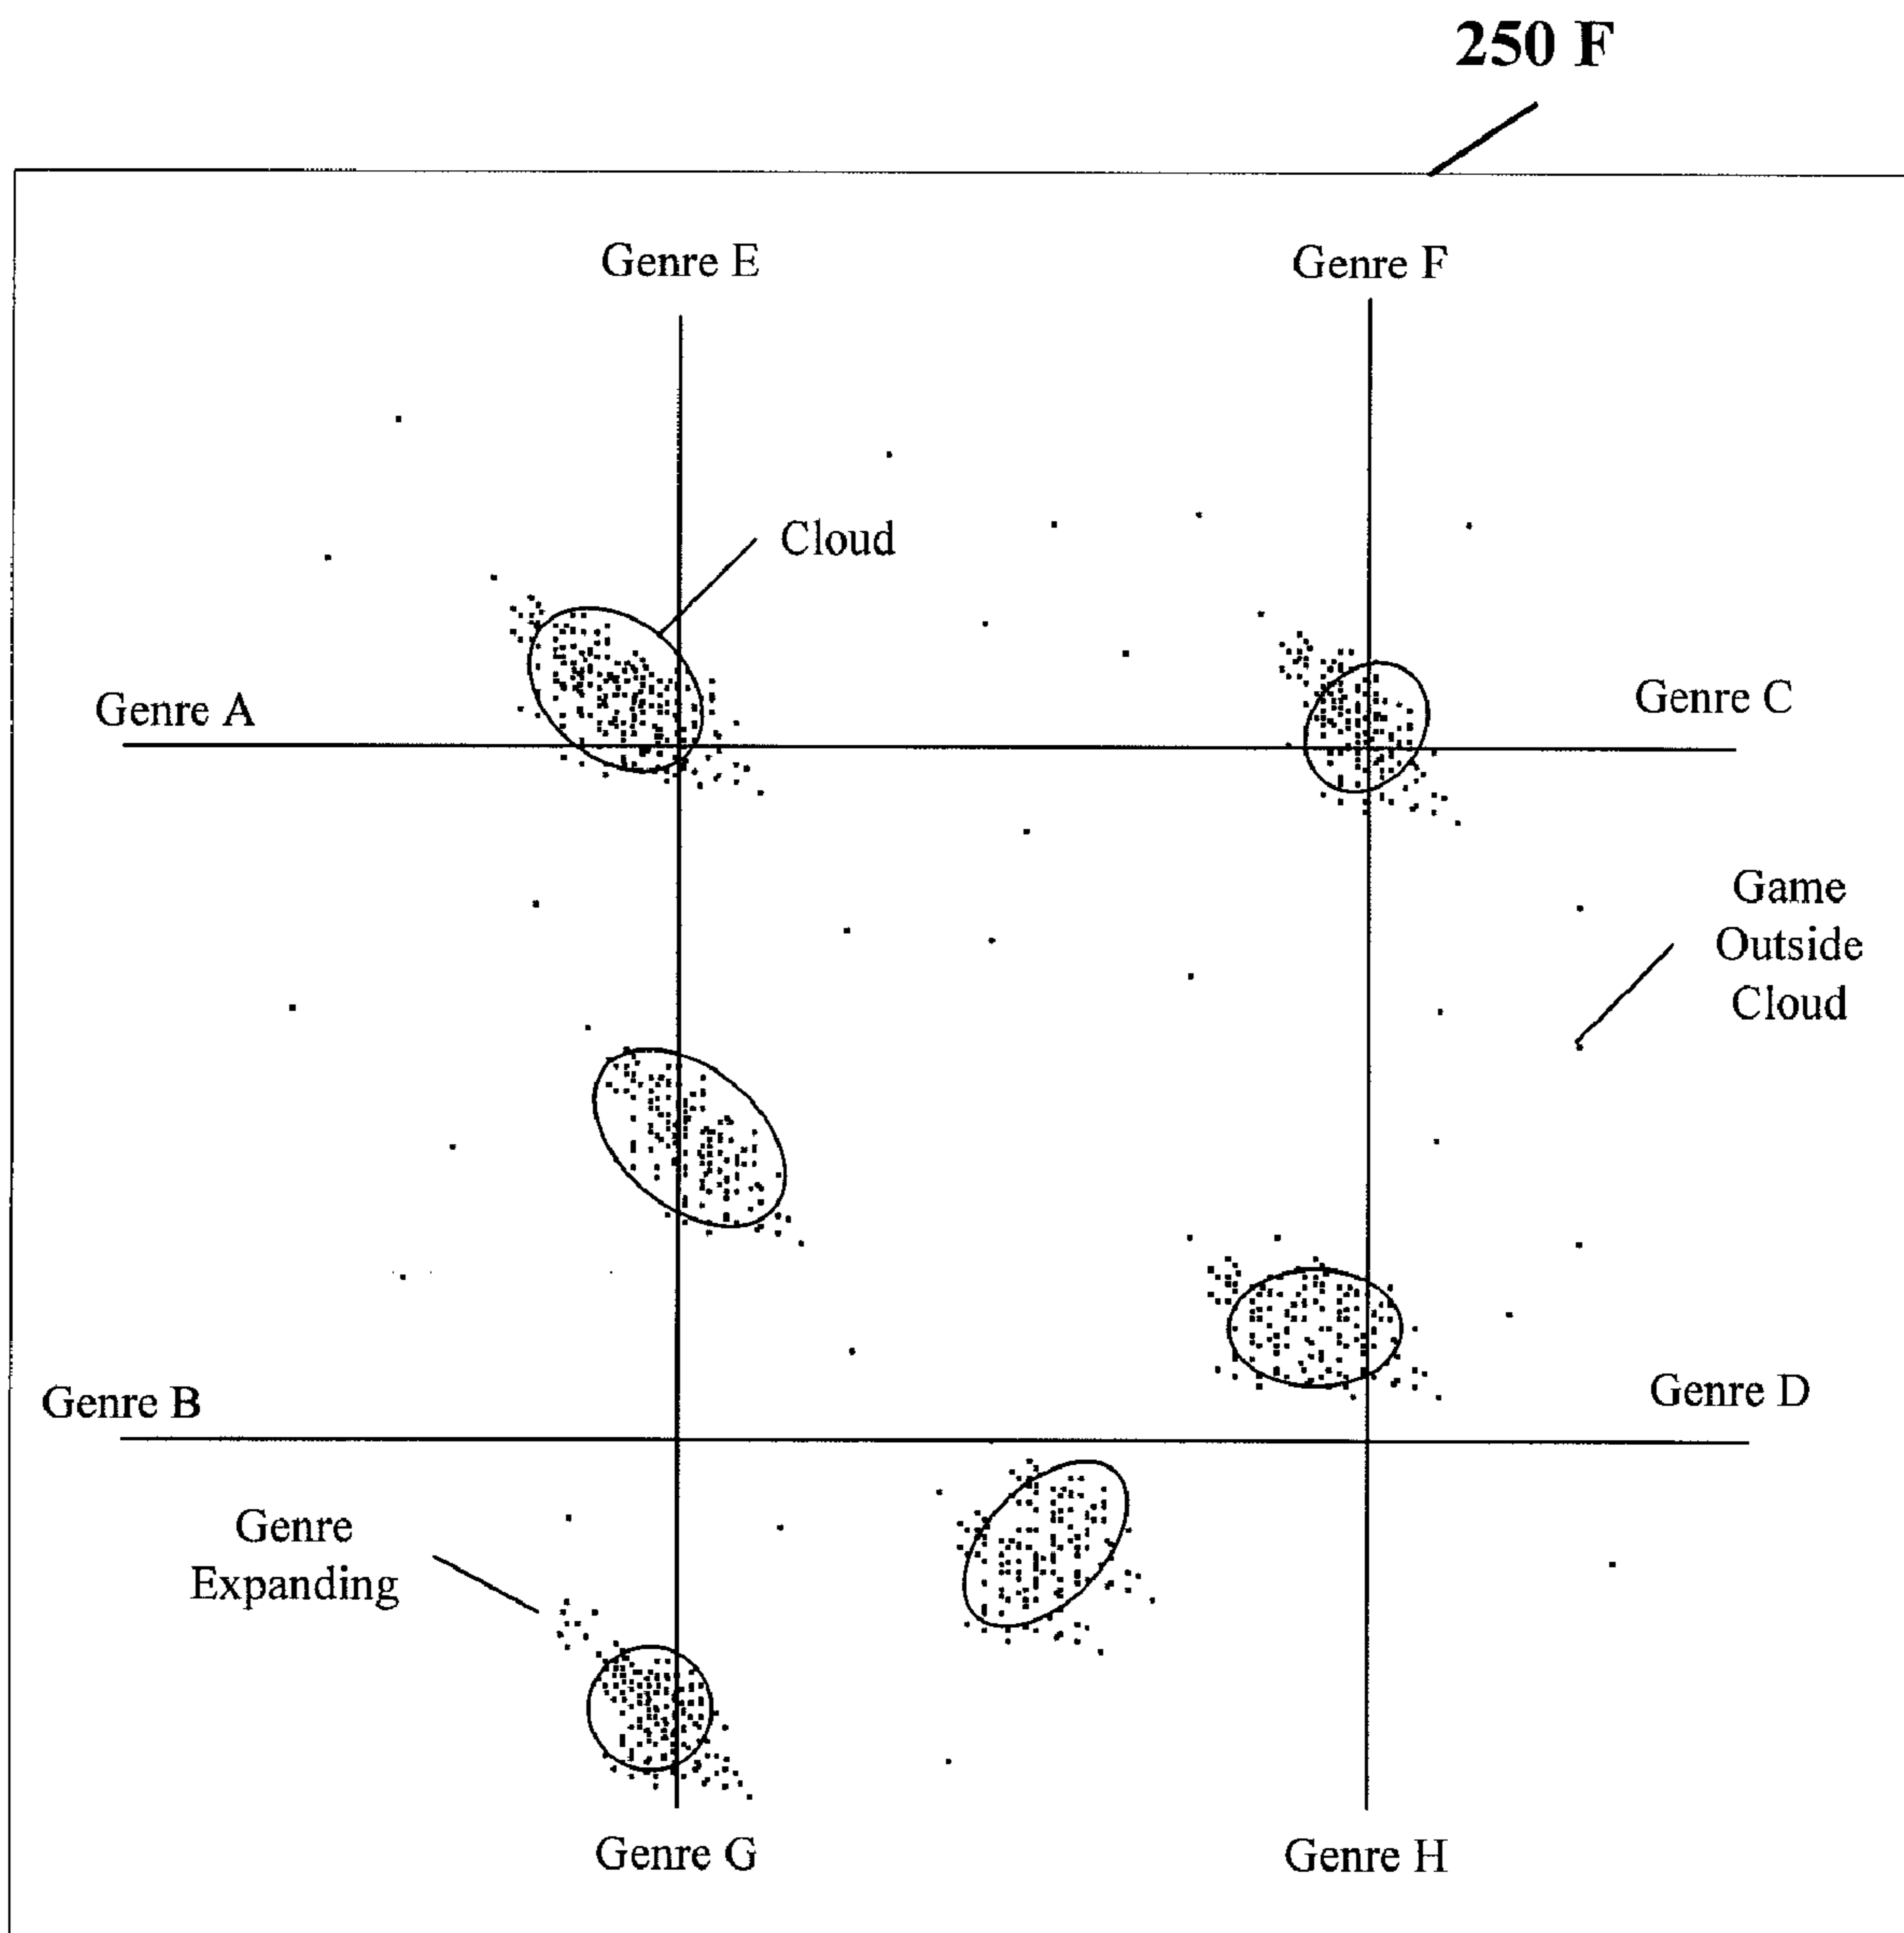 250 F
Genre E
Genre F
Cloud
Genre A
Genre C
Game
Outside
Cloud
Genre B
Genre D
Genre
Expanding
Genre G
Genre H